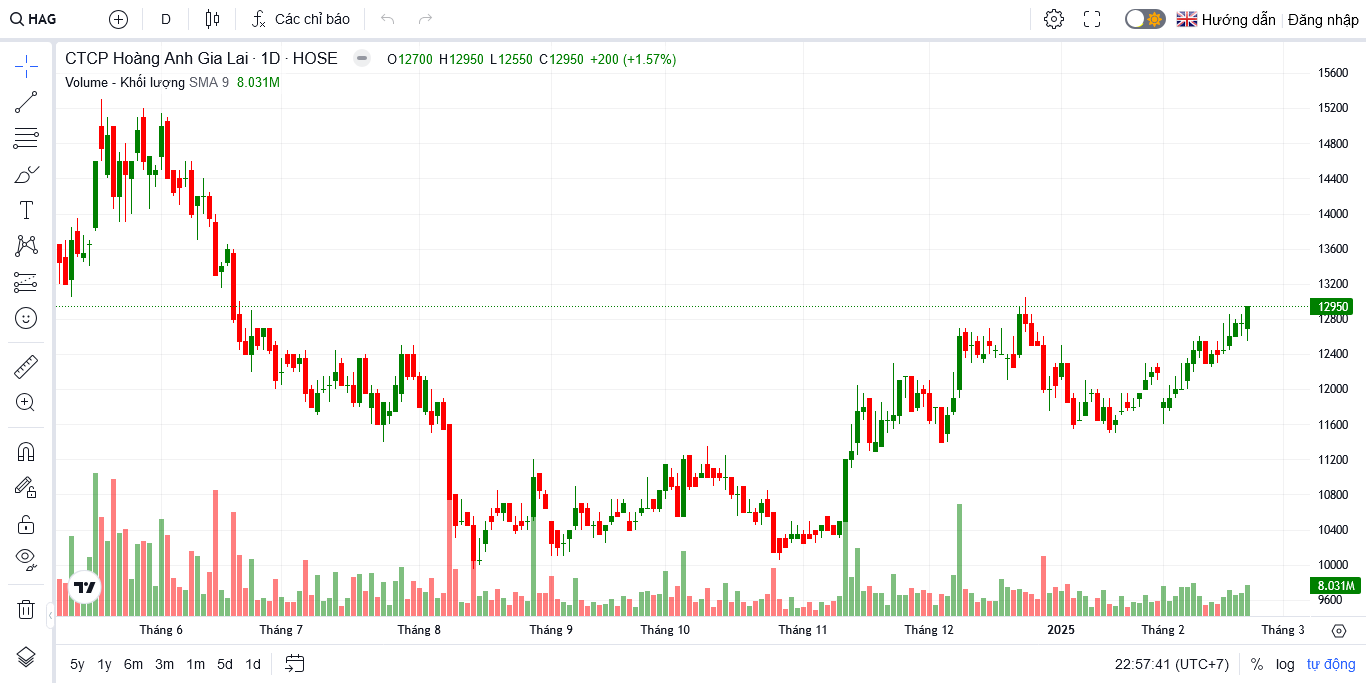 HAG D Các chỉ báo Hướng dẫn Đăng nhập
CTCP Hoàng Anh Gia Lai · 1D · HOSE O12700 H12950 L12550 C12950 +200 (+1.57%)
Volume - Khối lượng SMA 9 8.031M
15600
15200
14800
14400
14000
13600
13200
12950
12800
12400
12000
11600
11200
10800
10400
10000
8.031M
9600
Tháng 6 Tháng 7 Tháng 8 Tháng 9 Tháng 10 Tháng 11 Tháng 12 2025 Tháng 2 Tháng 3
5y 1y 6m 3m 1m 5d 1d 22:57:41 (UTC+7) % log tự động